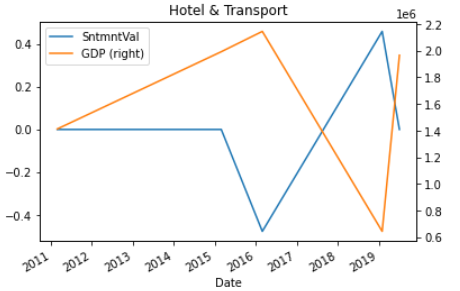 Hotel & Transport
1e6
SntmntVal
GDP (right)
0.4
0.2
0.0
−0.2
−0.4
2.2
2.0
1.8
1.6
1.4
1.2
1.0
0.8
0.6
2011 2012 2013 2014 2015 2016 2017 2018 2019
Date